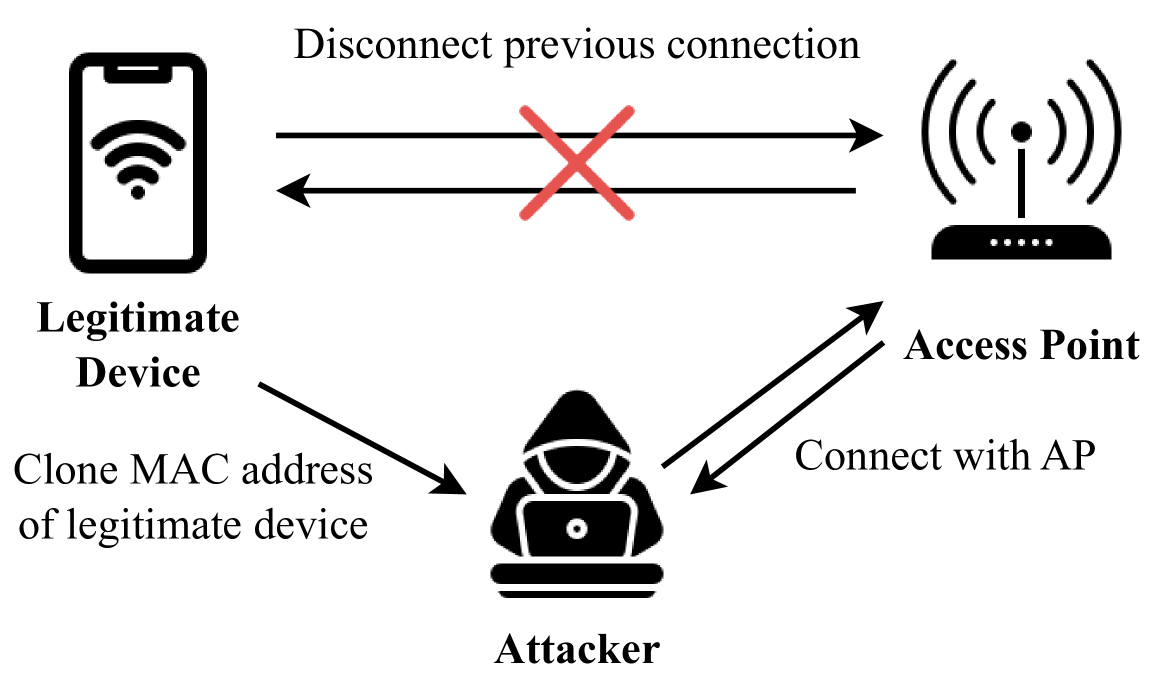 Disconnect previous connection
Legitimate
Device
Access Point
Clone MAC address
of legitimate device
Connect with AP
Attacker